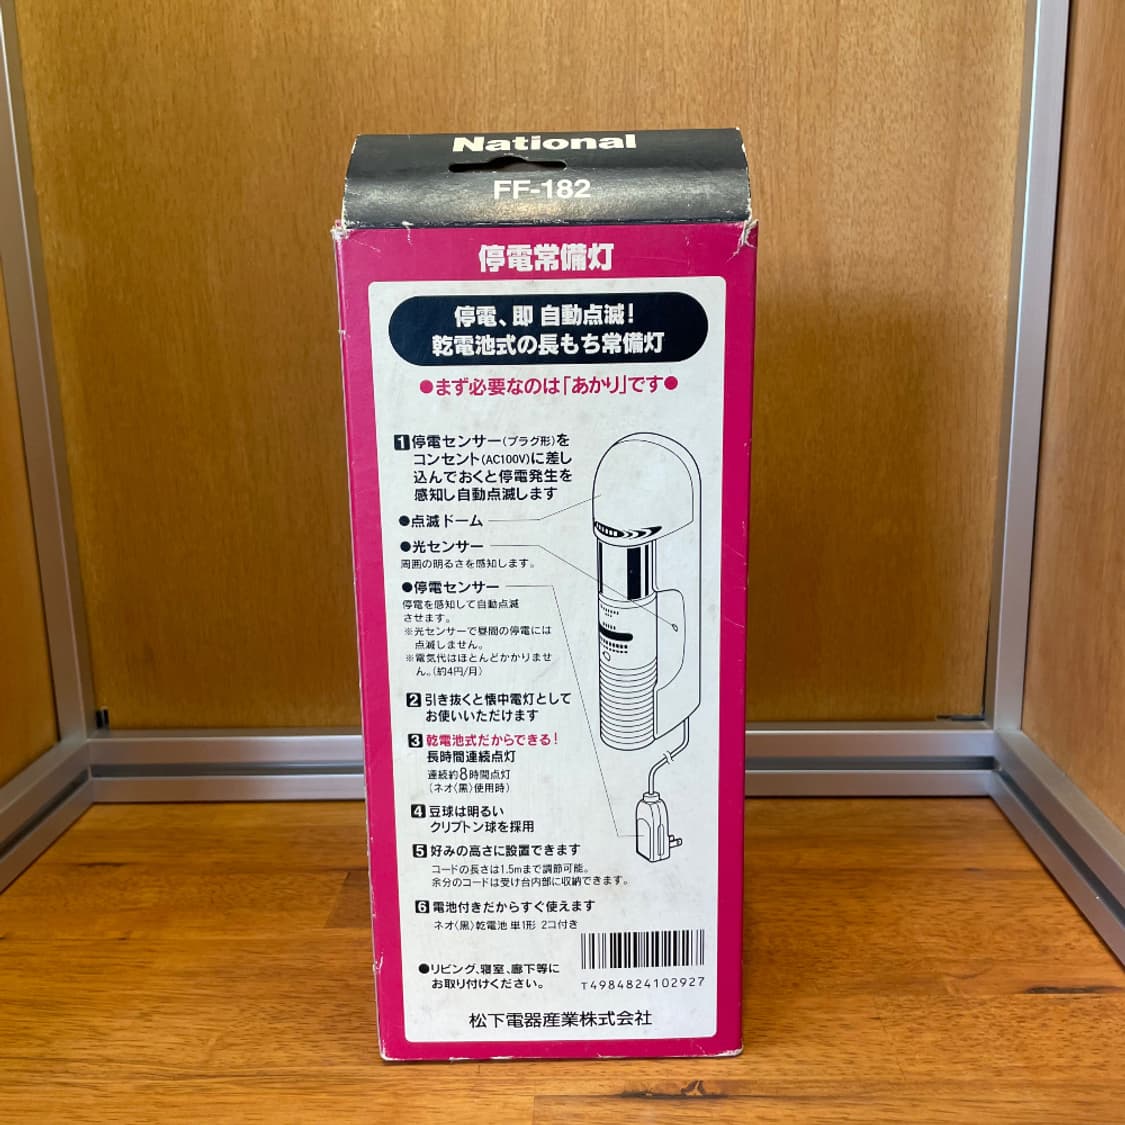 National
FF-182
停電常備灯
停電、即 自動点滅!
乾電池式の長もち常備灯
●まず必要なのは「あかり」です●
1 停電センサー(プラグ形)を
コンセント(AC100V)に差し
込んでおくと停電発生を
感知し自動点滅します
●点滅ドーム
●光センサー
周囲の明るさを感知します。
●停電センサー
停電を感知して自動点滅
させます。
※光センサーで昼間の停電には
点滅しません。
※電気代はほとんどかかりませ
ん。(約4円/月)
2 引き抜くと懐中電灯として
お使いいただけます
3 乾電池式だからできる!
長時間連続点灯
連続約8時間点灯
(ネオ〈黒〉使用時)
4 豆球は明るい
クリプトン球を採用
5 好みの高さに設置できます
コードの長さは1.5mまで調節可能。
余分のコードは受け台内部に収納できます。
6 電池付きだからすぐ使えます
ネオ〈黒〉乾電池 単1形 2コ付き
●リビング、寝室、廊下等に
お取り付けください。
T4984824102927
松下電器産業株式会社